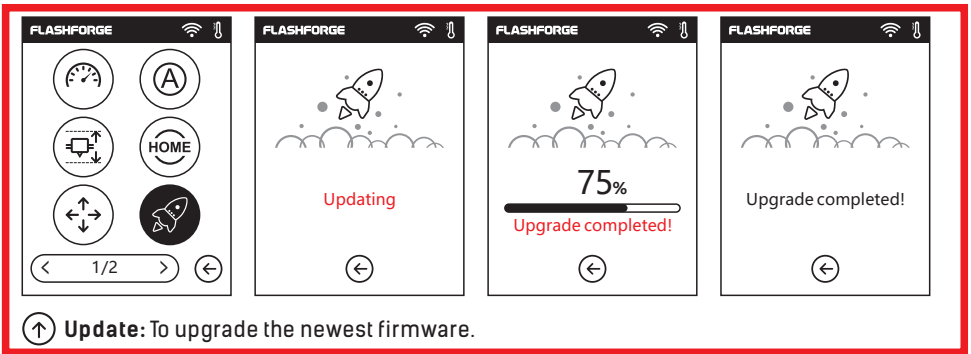 FLASHFORGE
A
HOME
1/2
FLASHFORGE
Updating
FLASHFORGE
75%
Upgrade completed!
FLASHFORGE
Upgrade completed!
Update: To upgrade the newest firmware.